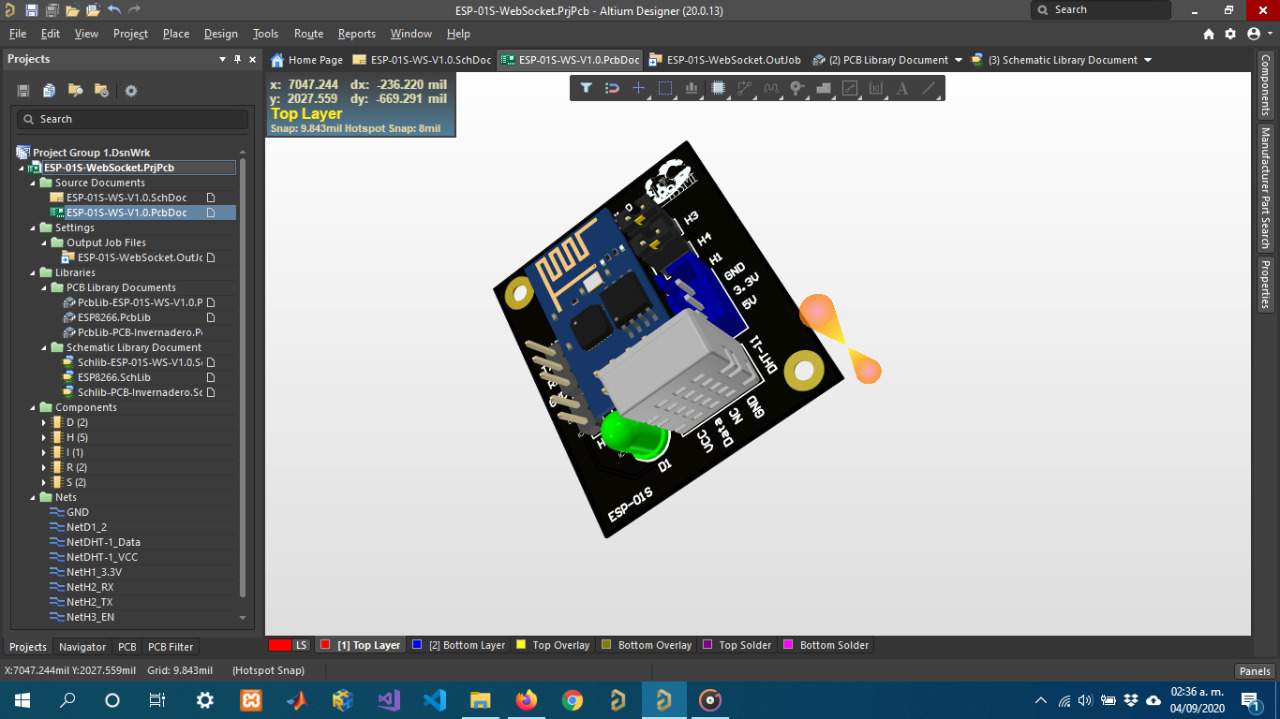 ESP-01S-WebSocket.PrjPcb - Altium Designer (20.0.13)
Search
File Edit View Project Place Design Tools Route Reports Window Help
Projects
Home Page ESP-01S-WS-V1.0.SchDoc ESP-01S-WS-V1.0.PcbDoc ESP-01S-WebSocket.OutJob (2) PCB Library Document (3) Schematic Library Document
x: 7047.244 dx: -236.220 mil
y: 2027.559 dy: -669.291 mil
Top Layer
Snap: 9.843mil Hotspot Snap: 8mil
Search
Project Group 1.DsnWrk
ESP-01S-WebSocket.PrjPcb
Source Documents
ESP-01S-WS-V1.0.SchDoc
ESP-01S-WS-V1.0.PcbDoc
Settings
Output Job Files
ESP-01S-WebSocket.OutJc
Libraries
PCB Library Documents
PcbLib-ESP-01S-WS-V1.0.P
ESP8266.PcbLib
PcbLib-PCB-Invernadero.P
Schematic Library Document
Schlib-ESP-01S-WS-V1.0.S
ESP8266.SchLib
Schlib-PCB-Invernadero.Sc
Components
D (2)
H (5)
I (1)
R (2)
S (2)
Nets
GND
NetD1_2
NetDHT-1_Data
NetDHT-1_VCC
NetH1_3.3V
NetH2_RX
NetH2_TX
NetH3_EN
H3
H4
H1
GND
3.3V
5V
DHT-11
GND
NC
Data
VCC
D1
ESP-01S
Components
Manufacturer Part Search
Properties
Projects Navigator PCB PCB Filter
LS [1] Top Layer [2] Bottom Layer Top Overlay Bottom Overlay Top Solder Bottom Solder
X:7047.244mil Y:2027.559mil Grid: 9.843mil (Hotspot Snap)
Panels
02:36 a. m.
04/09/2020
1